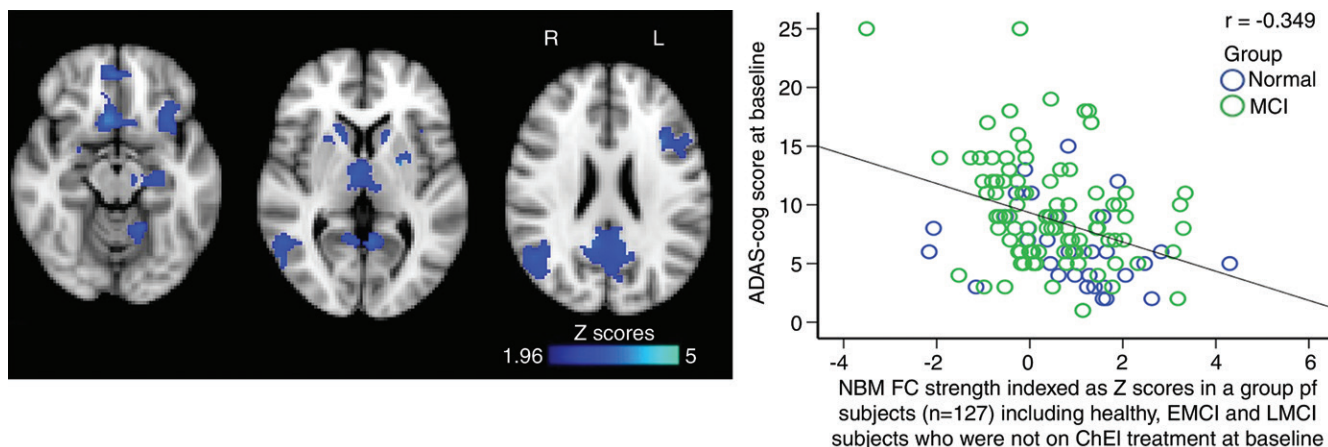 R L
Z scores
1.96 5
r = -0.349
Group
Normal
MCI
ADAS-cog score at baseline
25
20
15
10
5
0
-4 -2 0 2 4 6
NBM FC strength indexed as Z scores in a group pf
subjects (n=127) including healthy, EMCI and LMCI
subjects who were not on ChEI treatment at baseline